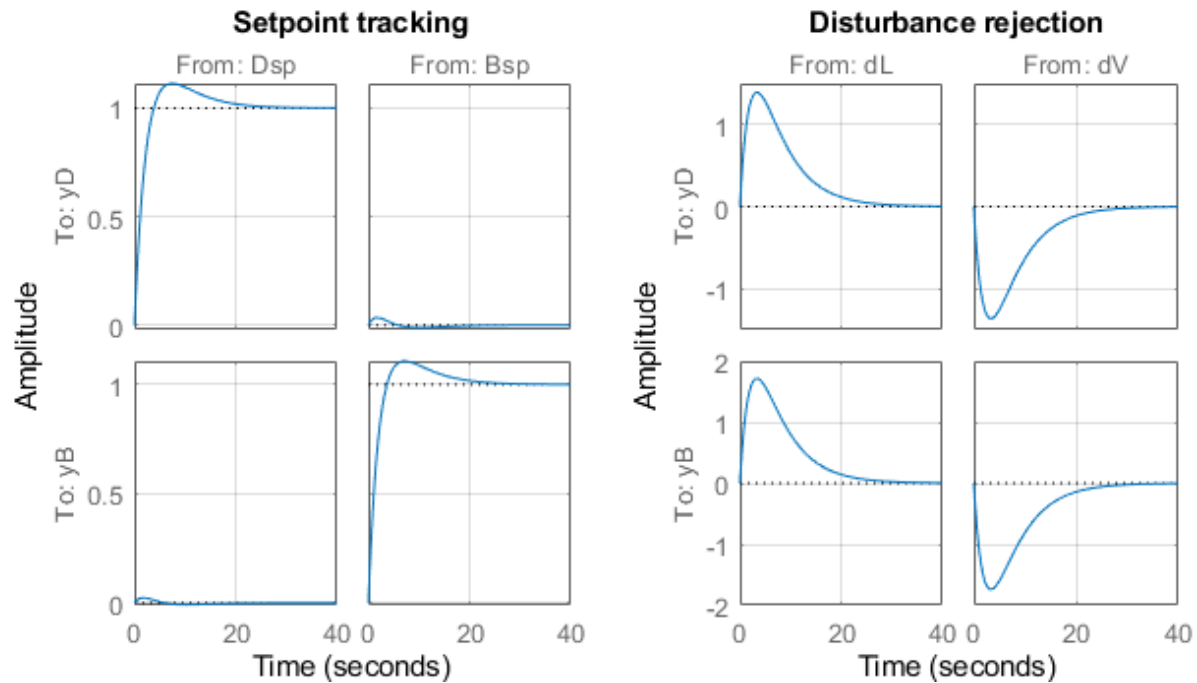 Setpoint tracking
From: Dsp
From: Bsp
Amplitude
To: yD
1
0.5
0
To: yB
1
0.5
0
0
20
40
0
20
40
Time (seconds)
Disturbance rejection
From: dL
From: dV
Amplitude
To: yD
1
0
-1
To: yB
2
1
0
-1
-2
0
20
40
0
20
40
Time (seconds)